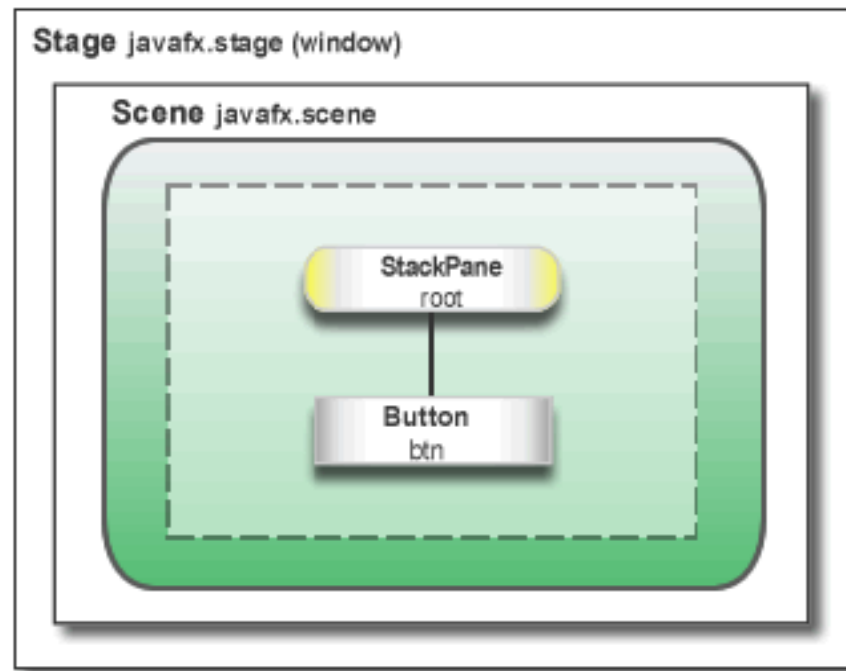 Stage javafx.stage (window)
Scene javafx.scene
StackPane
root
Button
btn